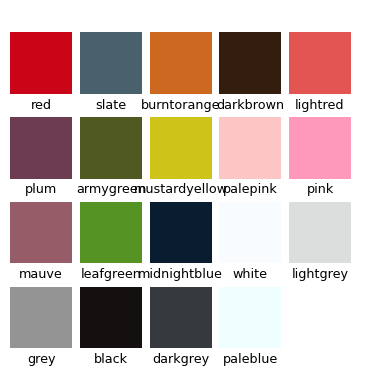 red slate burntorange darkbrown lightred
plum armygreen mustardyellow palepink pink
mauve leafgreen midnightblue white lightgrey
grey black darkgrey paleblue